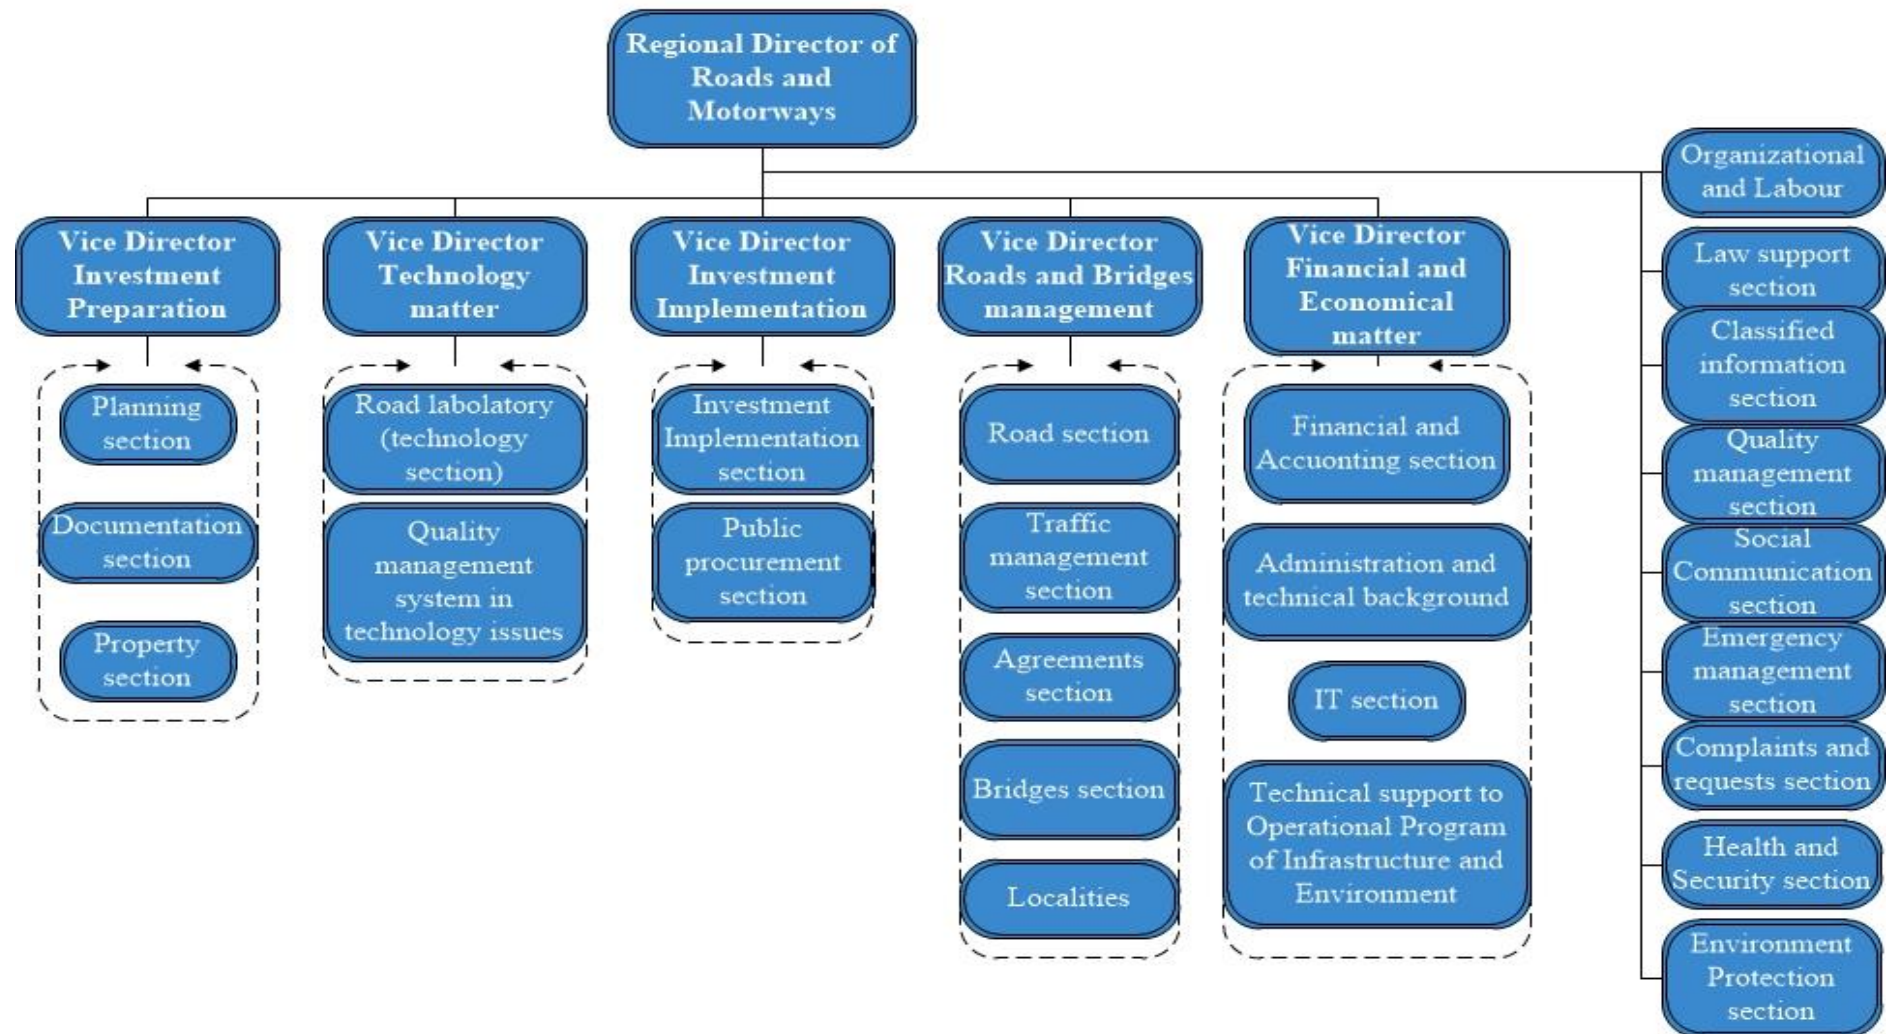 Regional Director of
Roads and
Motorways
Vice Director
Investment
Preparation
Planning
section
Documentation
section
Property
section
Vice Director
Technology
matter
Road labolatory
(technology
section)
Quality
management
system in
technology issues
Vice Director
Investment
Implementation
Investment
Implementation
section
Public
procurement
section
Vice Director
Roads and Bridges
management
Road section
Traffic
management
section
Agreements
section
Bridges section
Localities
Vice Director
Financial and
Economical
matter
Financial and
Accuonting section
Administration and
technical background
IT section
Technical support to
Operational Program
of Infrastructure and
Environment
Organizational
and Labour
Law support
section
Classified
information
section
Quality
management
section
Social
Communication
section
Emergency
management
section
Complaints and
requests section
Health and
Security section
Environment
Protection
section